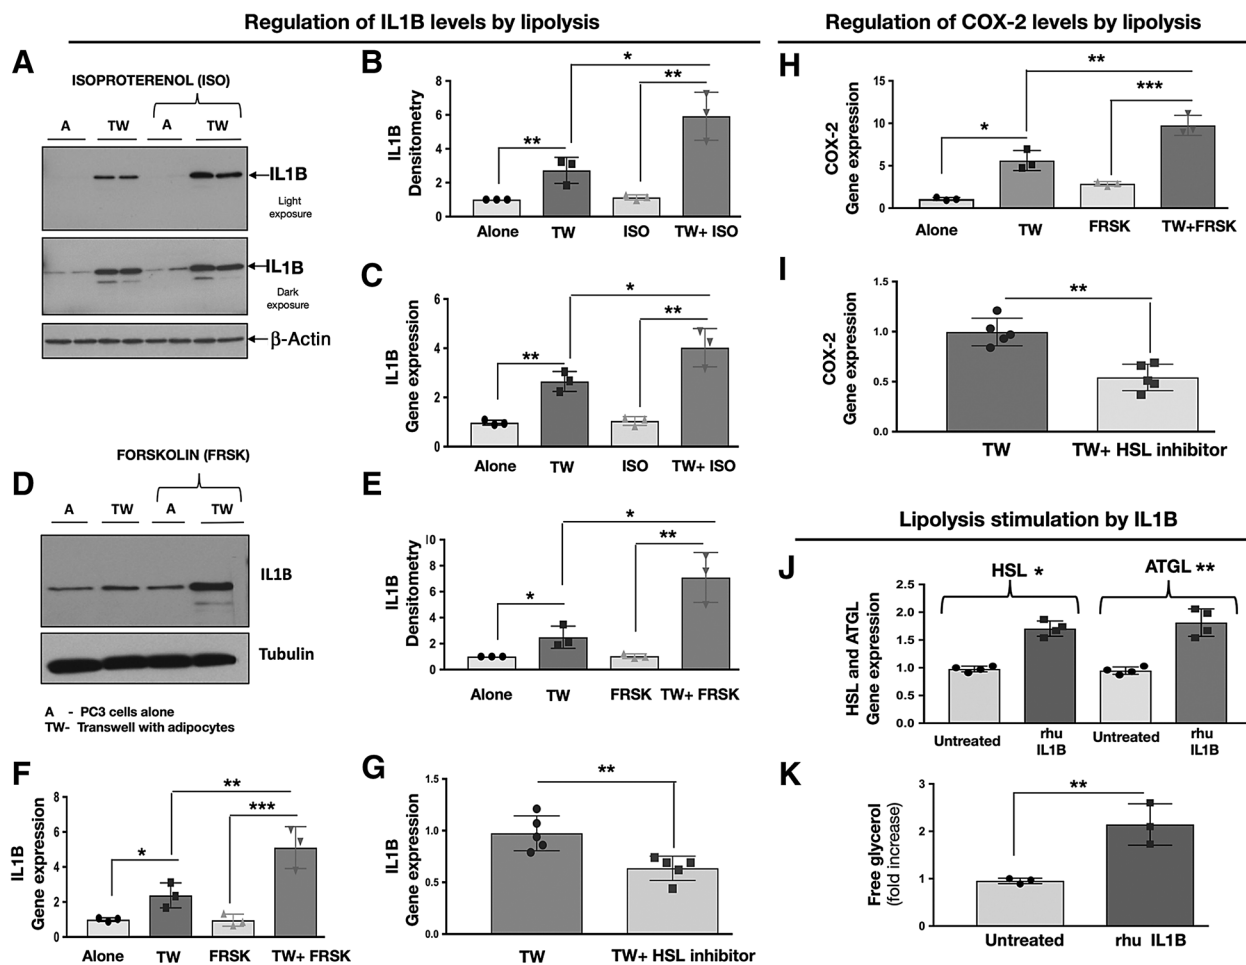 Regulation of IL1B levels by lipolysis
Regulation of COX-2 levels by lipolysis
A
ISOPROTERENOL (ISO)
A TW A TW
IL1B
Light
exposure
IL1B
Dark
exposure
β-Actin
B
IL1B
Densitometry
8
6
4
2
0
** * **
Alone TW ISO TW+ ISO
C
IL1B
Gene expression
6
4
2
0
** * **
Alone TW ISO TW+ ISO
D
FORSKOLIN (FRSK)
A TW A TW
IL1B
Tubulin
A - PC3 cells alone
TW- Transwell with adipocytes
E
IL1B
Densitometry
10
8
6
4
2
0
* * **
Alone TW FRSK TW+ FRSK
F
IL1B
Gene expression
8
6
4
2
0
* ** ***
Alone TW FRSK TW+ FRSK
G
IL1B
Gene expression
1.5
1.0
0.5
0.0
**
TW TW+ HSL inhibitor
H
COX-2
Gene expression
15
10
5
0
* ** ***
Alone TW FRSK TW+FRSK
I
COX-2
Gene expression
1.5
1.0
0.5
0.0
**
TW TW+ HSL inhibitor
Lipolysis stimulation by IL1B
J
HSL and ATGL
Gene expression
2.5
2.0
1.5
1.0
0.5
0.0
HSL * ATGL **
Untreated rhu IL1B Untreated rhu IL1B
K
Free glycerol
(fold increase)
3
2
1
0
**
Untreated rhu IL1B